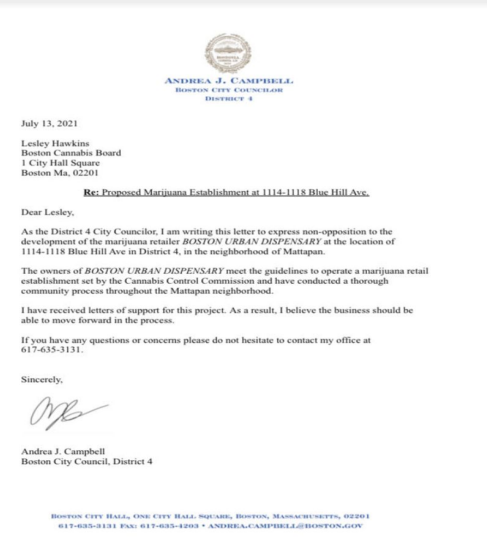 ANDREA J. CAMPBELL
BOSTON CITY COUNCILOR
DISTRICT 4
July 13, 2021
Lesley Hawkins
Boston Cannabis Board
1 City Hall Square
Boston Ma, 02201
Re: Proposed Marijuana Establishment at 1114-1118 Blue Hill Ave.
Dear Lesley,
As the District 4 City Councilor, I am writing this letter to express non-opposition to the
development of the marijuana retailer BOSTON URBAN DISPENSARY at the location of
1114-1118 Blue Hill Ave in District 4, in the neighborhood of Mattapan.
The owners of BOSTON URBAN DISPENSARY meet the guidelines to operate a marijuana retail
establishment set by the Cannabis Control Commission and have conducted a thorough
community process throughout the Mattapan neighborhood.
I have received letters of support for this project. As a result, I believe the business should be
able to move forward in the process.
If you have any questions or concerns please do not hesitate to contact my office at
617-635-3131.
Sincerely,
Andrea J. Campbell
Boston City Council, District 4
BOSTON CITY HALL, ONE CITY HALL SQUARE, BOSTON, MASSACHUSETTS, 02201
617-635-3131 FAX: 617-635-4203 • ANDREA.CAMPBELL@BOSTON.GOV